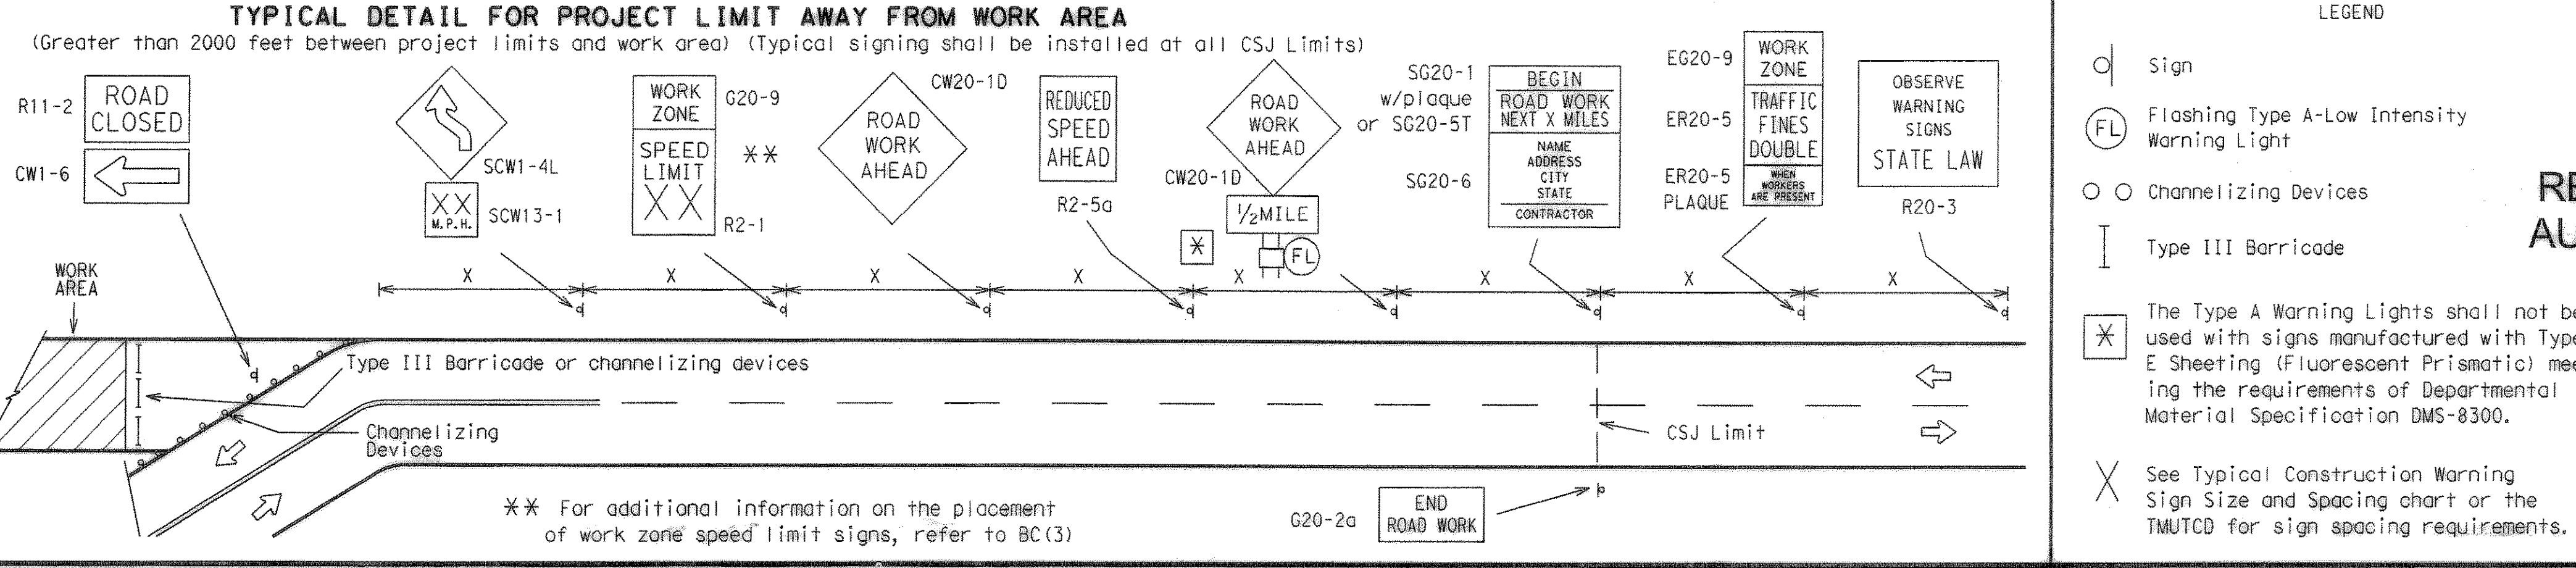 TYPICAL DETAIL FOR PROJECT LIMIT AWAY FROM WORK AREA
(Greater than 2000 feet between project limits and work area) (Typical signing shall be installed at all CSJ Limits)
R11-2
ROAD
CLOSED
CW1-6
SCW1-4L
XX
M.P.H.
SCW13-1
WORK
ZONE
G20-9
SPEED
LIMIT
XX
**
R2-1
CW20-1D
ROAD
WORK
AHEAD
REDUCED
SPEED
AHEAD
R2-5a
ROAD
WORK
AHEAD
CW20-1D
1/2MILE
*
FL
SG20-1
w/plaque
or SG20-5T
SG20-6
BEGIN
ROAD WORK
NEXT X MILES
NAME
ADDRESS
CITY
STATE
CONTRACTOR
EG20-9
ER20-5
ER20-5
PLAQUE
WORK
ZONE
TRAFFIC
FINES
DOUBLE
WHEN
WORKERS
ARE PRESENT
OBSERVE
WARNING
SIGNS
STATE LAW
R20-3
X X X X X X X X
WORK
AREA
Type III Barricade or channelizing devices
Channelizing
Devices
CSJ Limit
** For additional information on the placement
of work zone speed limit signs, refer to BC(3)
G20-2a
END
ROAD WORK
LEGEND
Sign
FL
Flashing Type A-Low Intensity
Warning Light
Channelizing Devices
Type III Barricade
*
The Type A Warning Lights shall not be
used with signs manufactured with Type
E Sheeting (Fluorescent Prismatic) mee
ing the requirements of Departmental
Material Specification DMS-8300.
X
See Typical Construction Warning
Sign Size and Spacing chart or the
TMUTCD for sign spacing requirements.
RE
AU